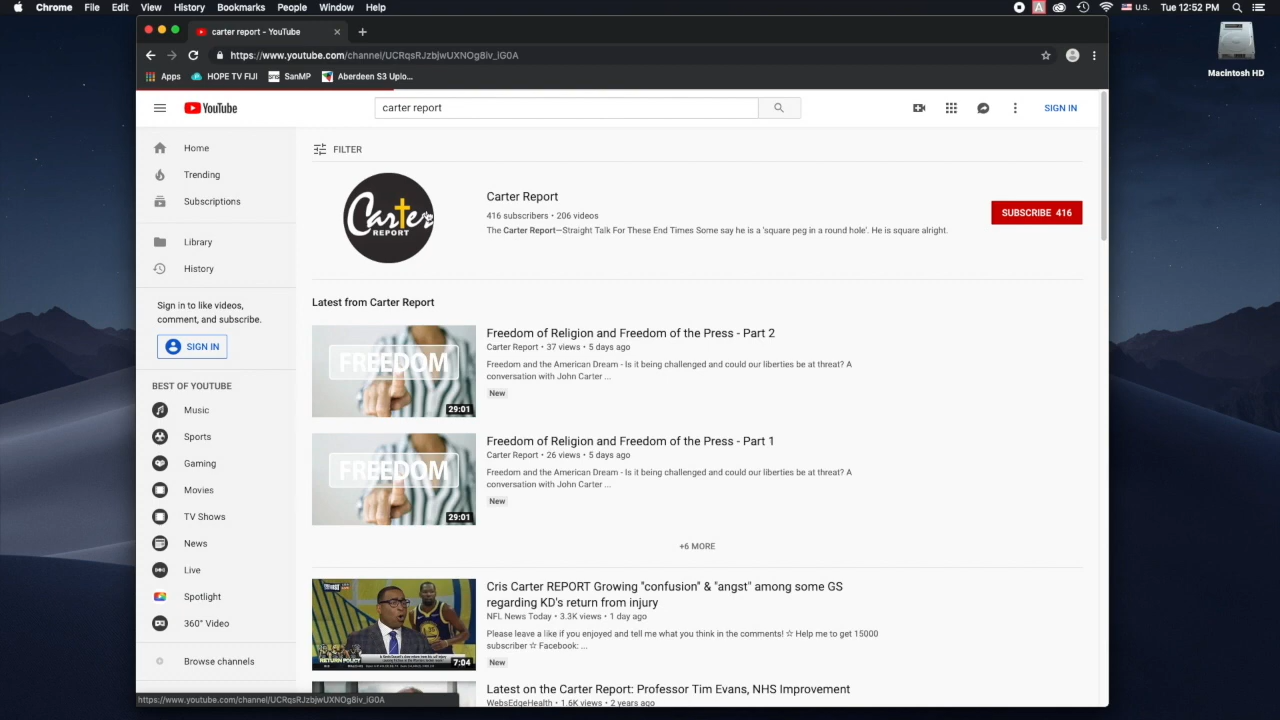 Chrome File Edit View History Bookmarks People Window Help
A U.S. Tue 12:52 PM
carter report - YouTube
https://www.youtube.com/channel/UCRqsRJzbjwUXNOg8iv_iG0A
Apps HOPE TV FIJI SanMP Aberdeen S3 Uplo...
Macintosh HD
YouTube
carter report
SIGN IN
Home
Trending
Subscriptions
Library
History
Sign in to like videos,
comment, and subscribe.
SIGN IN
BEST OF YOUTUBE
Music
Sports
Gaming
Movies
TV Shows
News
Live
Spotlight
360° Video
Browse channels
FILTER
Carter
REPORT
Carter Report
416 subscribers • 206 videos
The Carter Report—Straight Talk For These End Times Some say he is a 'square peg in a round hole'. He is square alright.
SUBSCRIBE 416
Latest from Carter Report
FREEDOM
29:01
Freedom of Religion and Freedom of the Press - Part 2
Carter Report • 37 views • 5 days ago
Freedom and the American Dream - Is it being challenged and could our liberties be at threat? A
conversation with John Carter ...
New
FREEDOM
29:01
Freedom of Religion and Freedom of the Press - Part 1
Carter Report • 26 views • 5 days ago
Freedom and the American Dream - Is it being challenged and could our liberties be at threat? A
conversation with John Carter ...
New
+6 MORE
RETURN POLICY
7:04
Cris Carter REPORT Growing "confusion" & "angst" among some GS
regarding KD's return from injury
NFL News Today • 3.3K views • 1 day ago
Please leave a like if you enjoyed and tell me what you think in the comments! ☆ Help me to get 15000
subscriber ☆ Facebook: ...
New
Latest on the Carter Report: Professor Tim Evans, NHS Improvement
WebsEdgeHealth • 1.6K views • 2 years ago
https://www.youtube.com/channel/UCRqsRJzbjwUXNOg8iv_iG0A